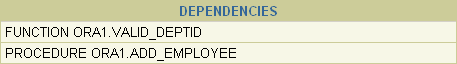 DEPENDENCIES
FUNCTION ORA1.VALID_DEPTID
PROCEDURE ORA1.ADD_EMPLOYEE